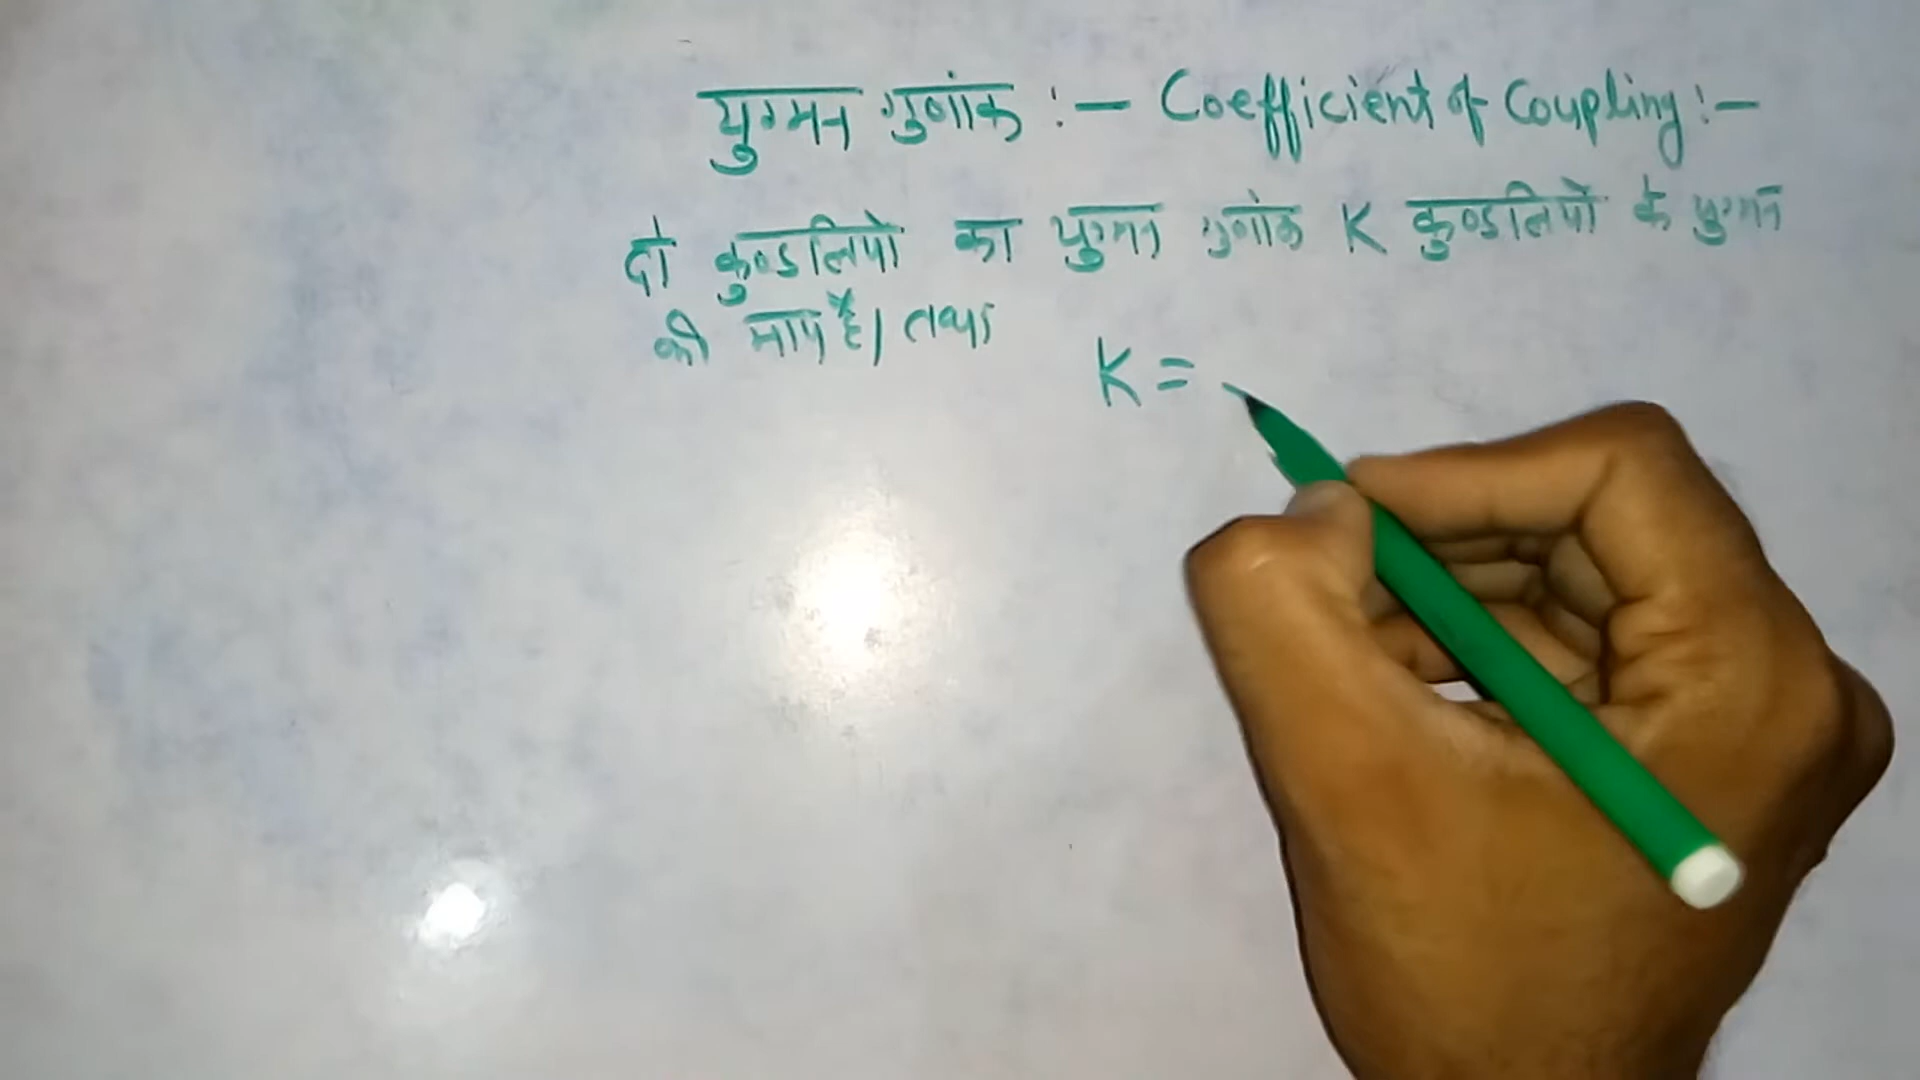 युग्मन गुणांक :— Coefficient of Coupling :—
दो कुण्डलियो का युग्मन गुणांक K कुण्डलियो के युग्मन
की माप है। तथा
K =